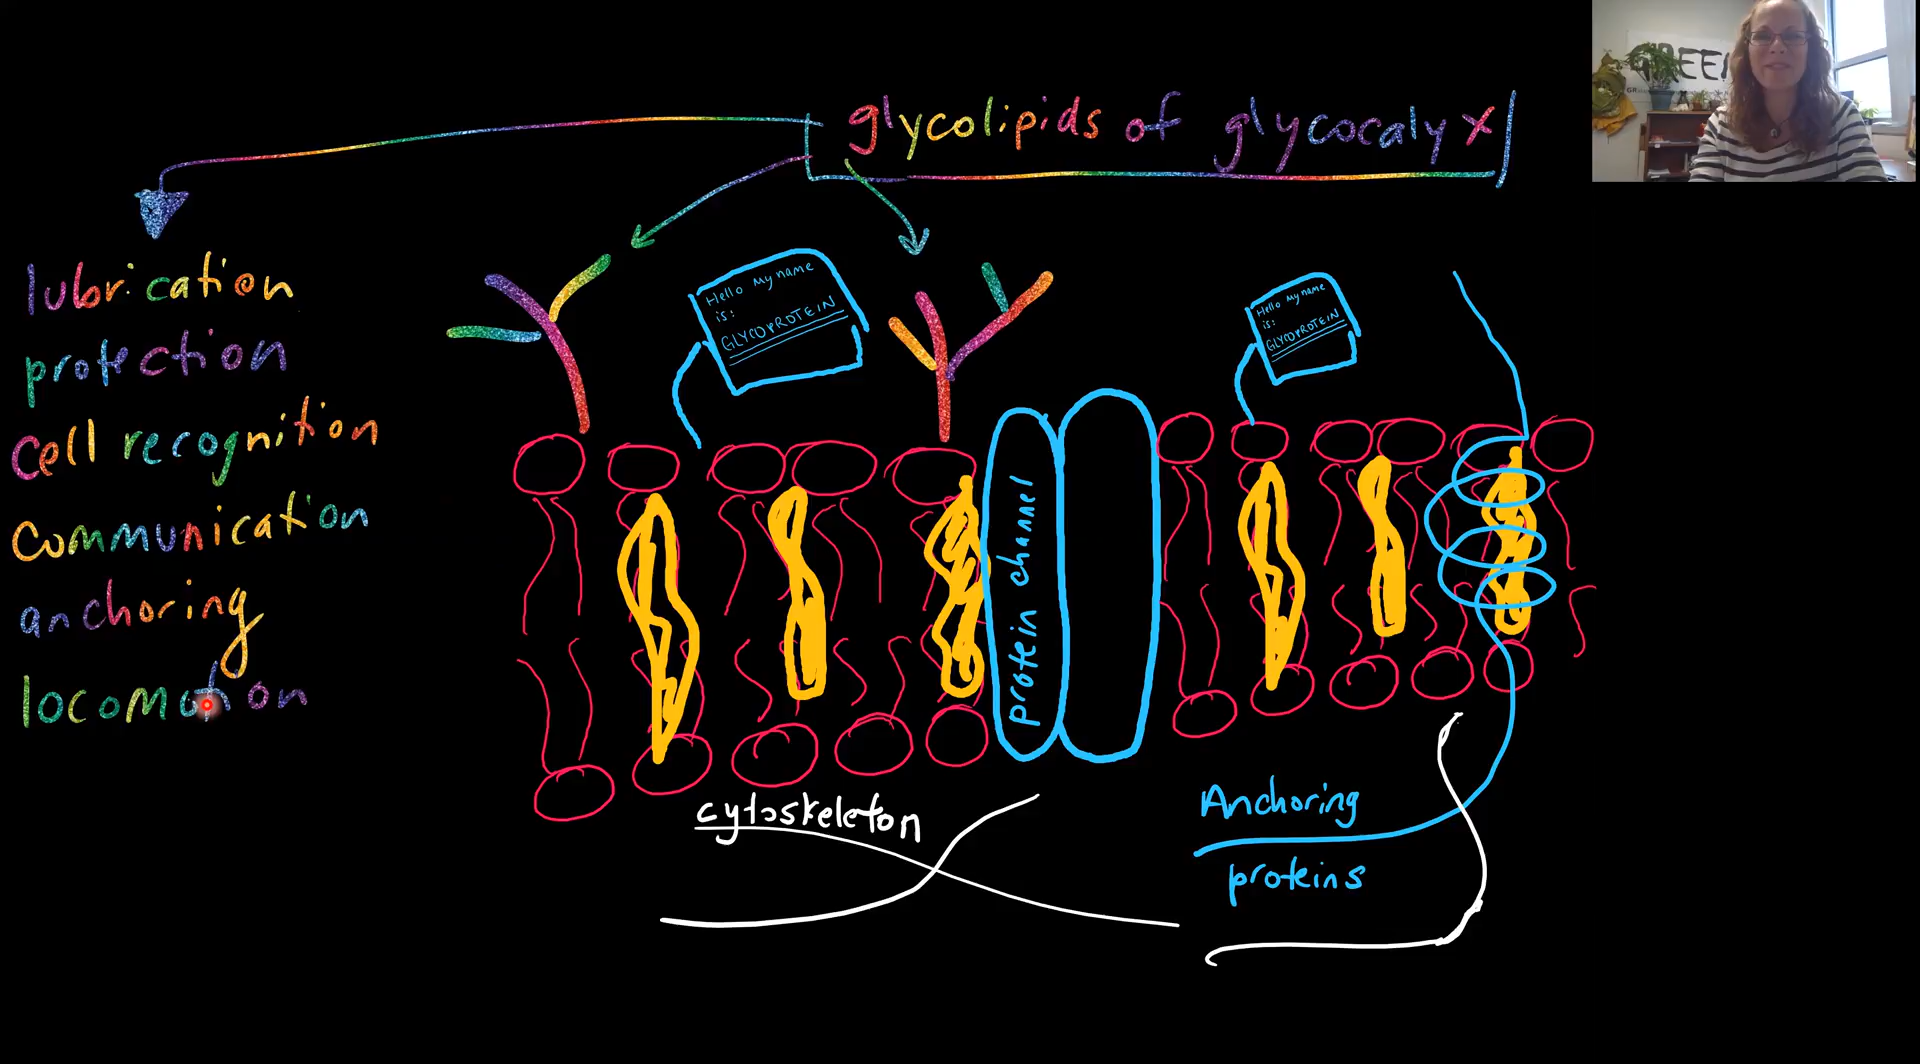 glycolipids of glycocalyx
lubrication
protection
cell recognition
communication
anchoring
locomotion
Hello my name
is:
GLYCOPROTEIN
Hello my name
is:
GLYCOPROTEIN
protein channel
cytoskeleton
Anchoring
proteins